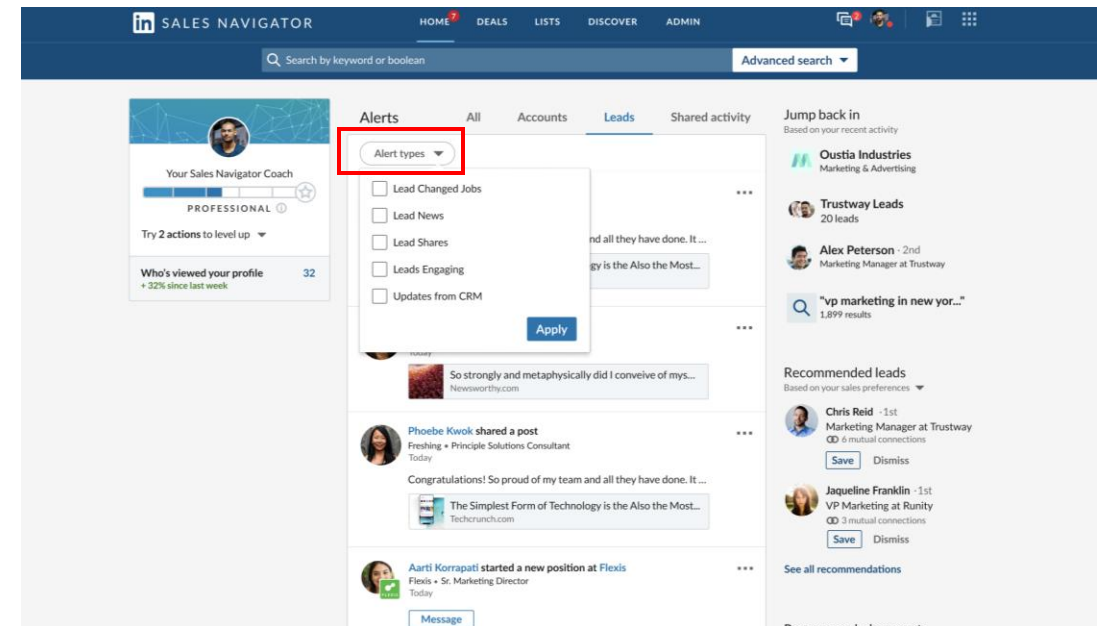 in SALES NAVIGATOR
HOME 7 DEALS LISTS DISCOVER ADMIN
Search by keyword or boolean
Advanced search
Your Sales Navigator Coach
PROFESSIONAL
Try 2 actions to level up
Who's viewed your profile 32
+ 32% since last week
Alerts All Accounts Leads Shared activity
Alert types
Lead Changed Jobs
Lead News
Lead Shares
Leads Engaging
Updates from CRM
Apply
nd all they have done. It ...
gy is the Also the Most...
Today
So strongly and metaphysically did I conveive of mys...
Newsworthy.com
Phoebe Kwok shared a post
Freshing • Principle Solutions Consultant
Today
Congratulations! So proud of my team and all they have done. It ...
The Simplest Form of Technology is the Also the Most...
Techcrunch.com
Aarti Korrapati started a new position at Flexis
Flexis • Sr. Marketing Director
Today
Message
Jump back in
Based on your recent activity
Oustia Industries
Marketing & Advertising
Trustway Leads
20 leads
Alex Peterson - 2nd
Marketing Manager at Trustway
"vp marketing in new yor..."
1,899 results
Recommended leads
Based on your sales preferences
Chris Reid - 1st
Marketing Manager at Trustway
6 mutual connections
Save Dismiss
Jaqueline Franklin - 1st
VP Marketing at Runity
3 mutual connections
Save Dismiss
See all recommendations